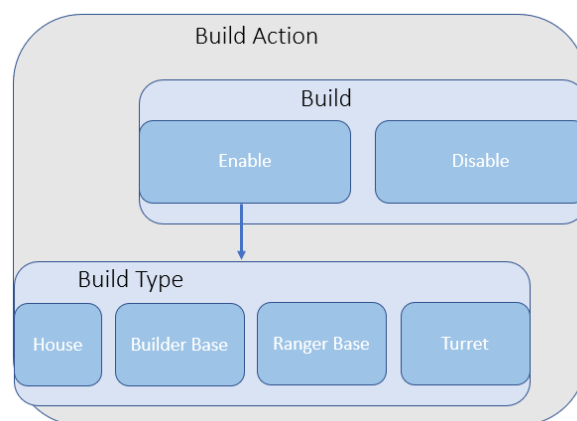 Build Action
Build
Enable
Disable
Build Type
House
Builder Base
Ranger Base
Turret